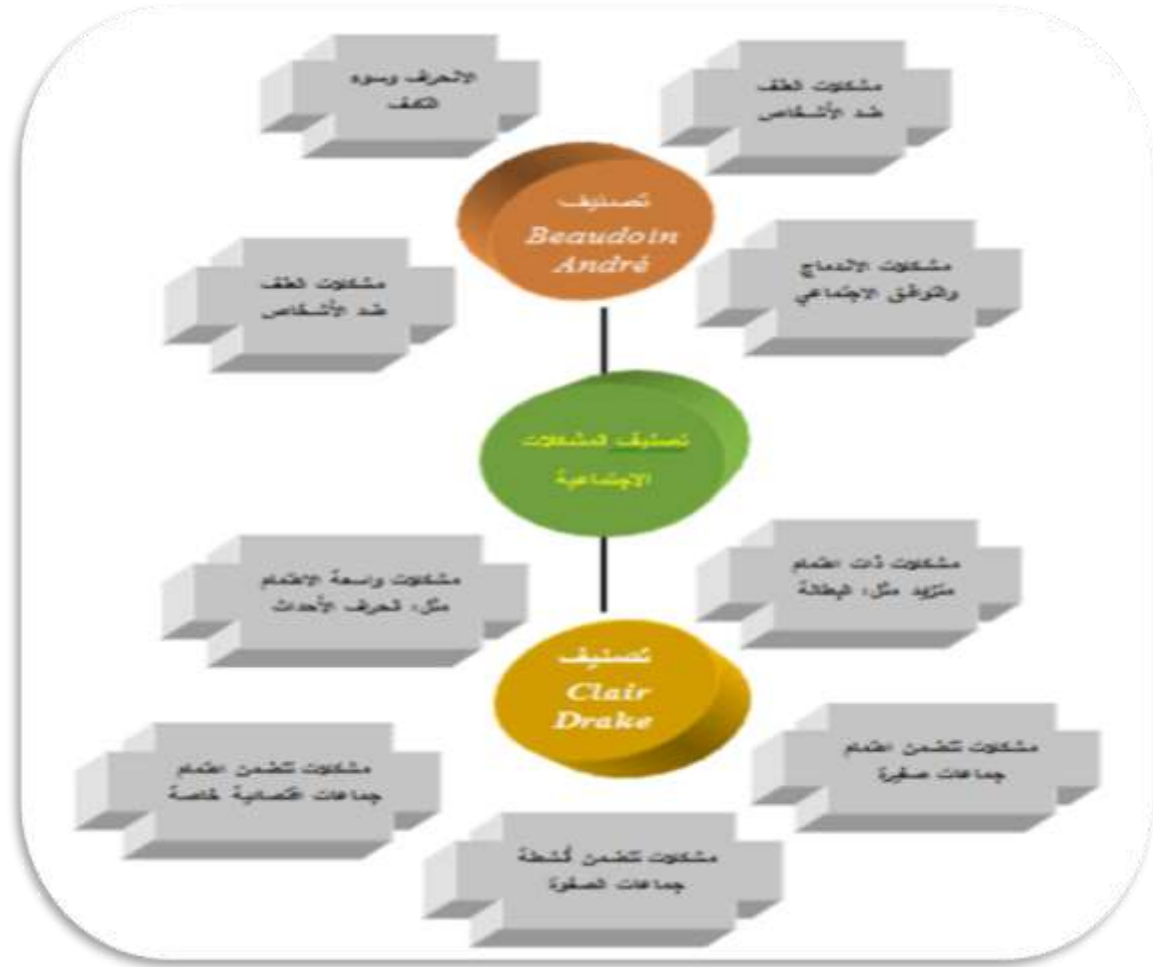 مشكلات العنف
ضد الأشخاص
الانحراف وسوء
التكيف
تصنيف
Beaudoin
André
مشكلات الاندماج
والتوافق الاجتماعي
مشكلات العنف
ضد الأشخاص
تصنيف المشكلات
الاجتماعية
مشكلات ذات اهتمام
متزايد مثل: البطالة
مشكلات واسعة الاهتمام
مثل: انحراف الأحداث
تصنيف
Clair
Drake
مشكلات تتضمن اهتمام
جماعات صغيرة
مشكلات تتضمن اهتمام
جماعات اقتصادية خاصة
مشكلات تتضمن أنشطة
جماعات الصفوة